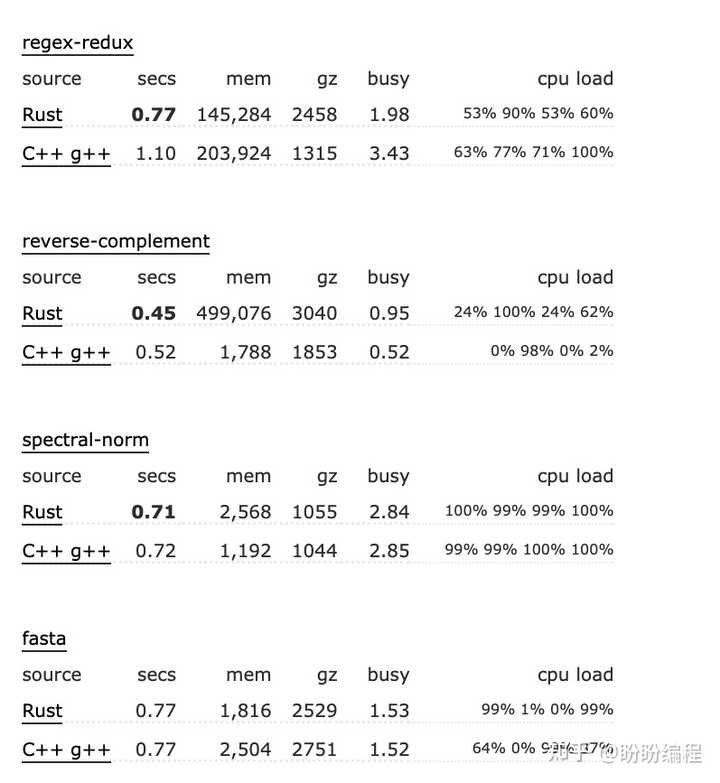 regex-redux
source secs mem gz busy cpu load
Rust 0.77 145,284 2458 1.98 53% 90% 53% 60%
C++ g++ 1.10 203,924 1315 3.43 63% 77% 71% 100%
reverse-complement
source secs mem gz busy cpu load
Rust 0.45 499,076 3040 0.95 24% 100% 24% 62%
C++ g++ 0.52 1,788 1853 0.52 0% 98% 0% 2%
spectral-norm
source secs mem gz busy cpu load
Rust 0.71 2,568 1055 2.84 100% 99% 99% 100%
C++ g++ 0.72 1,192 1044 2.85 99% 99% 100% 100%
fasta
source secs mem gz busy cpu load
Rust 0.77 1,816 2529 1.53 99% 1% 0% 99%
C++ g++ 0.77 2,504 2751 1.52 64% 0% 99% 37%
知乎 @盼盼编程